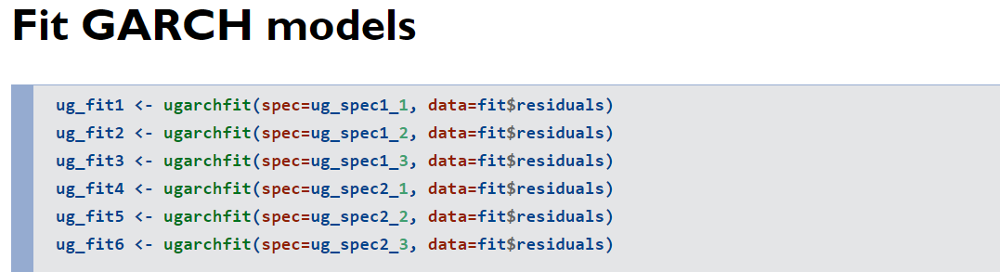 Fit GARCH models
ug_fit1 <- ugarchfit(spec=ug_spec1_1, data=fit$residuals)
ug_fit2 <- ugarchfit(spec=ug_spec1_2, data=fit$residuals)
ug_fit3 <- ugarchfit(spec=ug_spec1_3, data=fit$residuals)
ug_fit4 <- ugarchfit(spec=ug_spec2_1, data=fit$residuals)
ug_fit5 <- ugarchfit(spec=ug_spec2_2, data=fit$residuals)
ug_fit6 <- ugarchfit(spec=ug_spec2_3, data=fit$residuals)